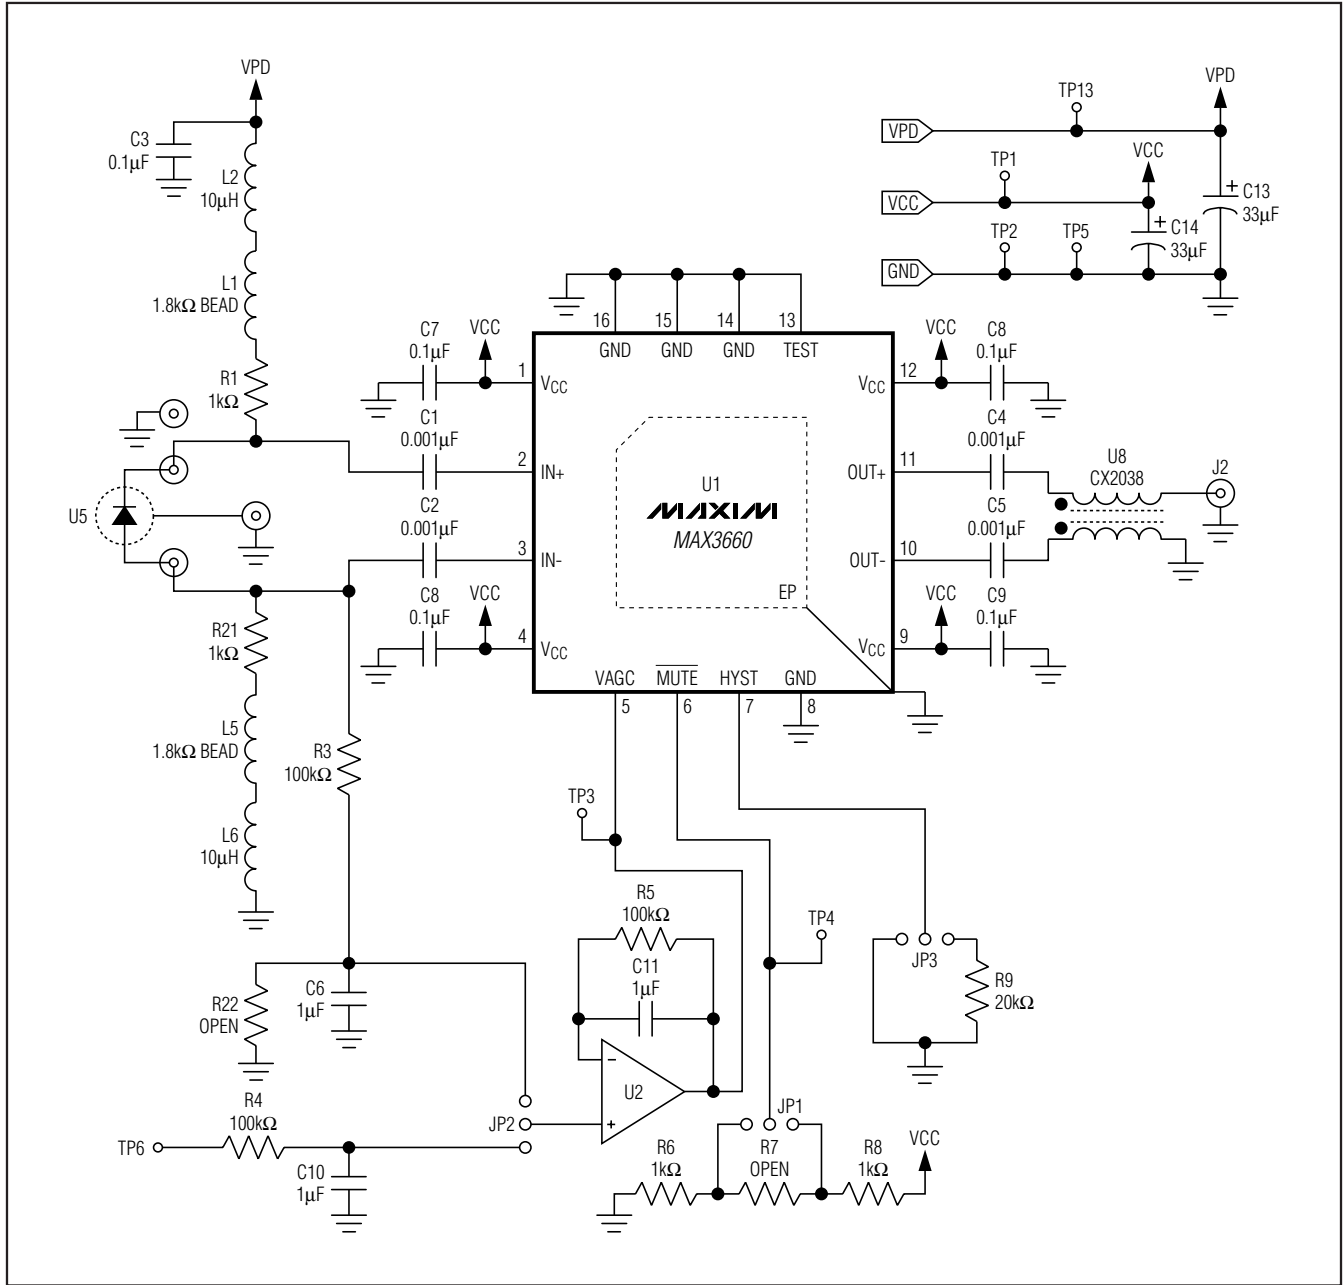 VPD
C3
0.1µF
L2
10µH
L1
1.8kΩ BEAD
R1
1kΩ
U5
R21
1kΩ
L5
1.8kΩ BEAD
L6
10µH
R3
100kΩ
R22
OPEN
C6
1µF
R4
100kΩ
TP6
C10
1µF
JP2
C7
0.1µF
VCC
1
C1
0.001µF
2
C2
0.001µF
3
C8
0.1µF
VCC
4
16
15
14
13
GND
GND
GND
TEST
VCC
IN+
IN-
VCC
U1
MAXIM
MAX3660
EP
VCC
OUT+
OUT-
VCC
VAGC
MUTE
HYST
GND
5
6
7
8
12
VCC
C8
0.1µF
11
C4
0.001µF
10
C5
0.001µF
9
VCC
C9
0.1µF
U8
CX2038
J2
VPD
TP13
VPD
C13
+
33µF
VCC
TP1
VCC
C14
+
33µF
GND
TP2
TP5
TP3
R5
100kΩ
C11
1µF
−
U2
+
TP4
JP3
R9
20kΩ
JP1
R6
1kΩ
R7
OPEN
R8
1kΩ
VCC